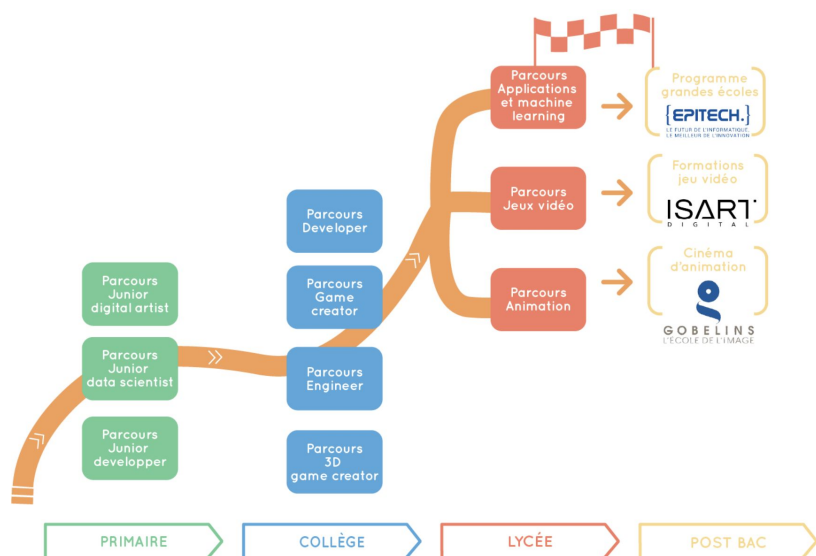 Parcours
Junior
digital artist
Parcours
Junior
data scientist
Parcours
Junior
developper
Parcours
Developer
Parcours
Game
creator
Parcours
Engineer
Parcours
3D
game creator
Parcours
Applications
et machine
learning
Parcours
Jeux vidéo
Parcours
Animation
Programme
grandes écoles
{EPITECH.}
LE FUTUR DE L'INFORMATIQUE,
LE MEILLEUR DE L'INNOVATION
Formations
jeu vidéo
ISART
DIGITAL
Cinéma
d'animation
GOBELINS
L'ÉCOLE DE L'IMAGE
PRIMAIRE
COLLÈGE
LYCÉE
POST BAC